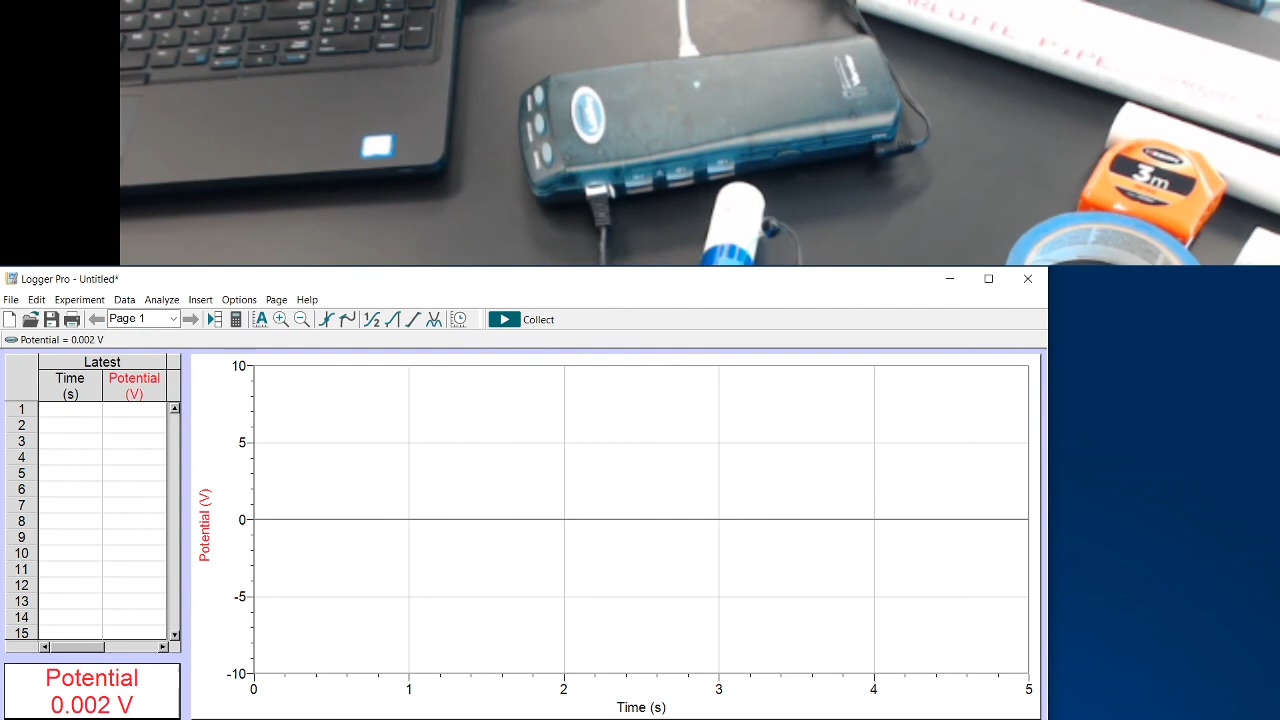 CHARLOTTE PIPE
3m
Logger Pro - Untitled*
File Edit Experiment Data Analyze Insert Options Page Help
Page 1
Collect
Potential = 0.002 V
Latest
Time (s)
Potential (V)
1
2
3
4
5
6
7
8
9
10
11
12
13
14
15
Potential
0.002 V
10
5
0
-5
-10
Potential (V)
0 1 2 3 4 5
Time (s)